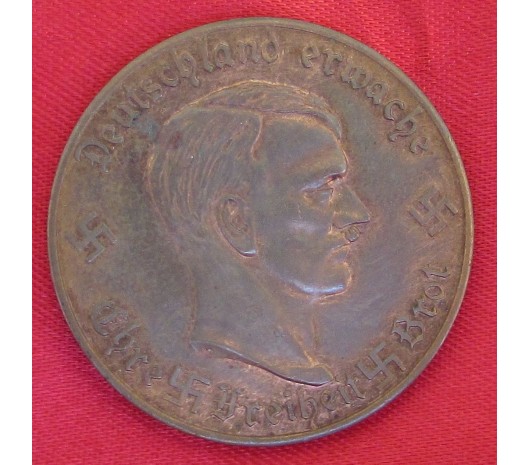 Deutschland erwache
Ehre Freiheit Brot